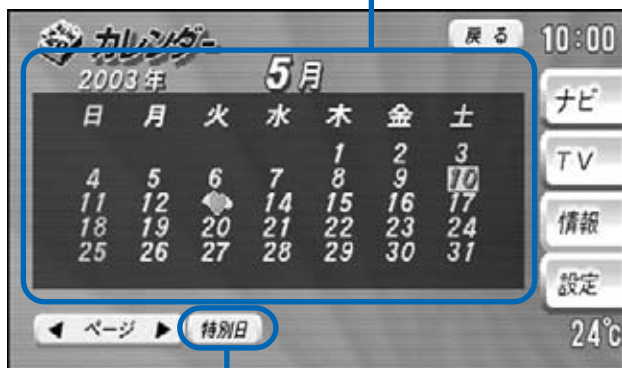 カレンダー 戻る 10:00
2003年 5月
日 月 火 水 木 金 土
1 2 3
4 5 6 7 8 9 10
11 12 14 15 16 17
18 19 20 21 22 23 24
25 26 27 28 29 30 31
ナビ
TV
情報
設定
◀ ページ ▶ 特別日 24℃